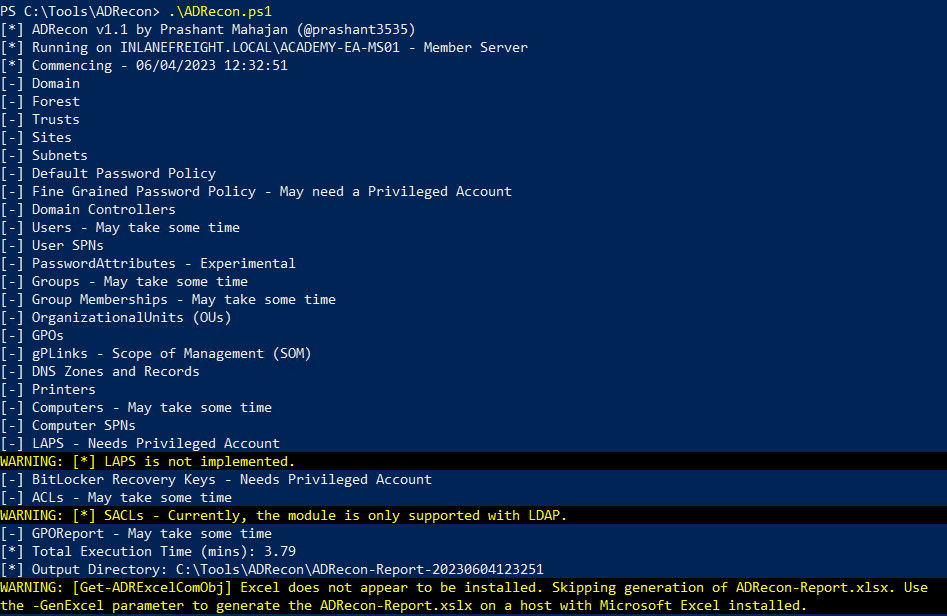 PS C:\Tools\ADRecon> .\ADRecon.ps1
[*] ADRecon v1.1 by Prashant Mahajan (@prashant3535)
[*] Running on INLANEFREIGHT.LOCAL\ACADEMY-EA-MS01 - Member Server
[*] Commencing - 06/04/2023 12:32:51
[-] Domain
[-] Forest
[-] Trusts
[-] Sites
[-] Subnets
[-] Default Password Policy
[-] Fine Grained Password Policy - May need a Privileged Account
[-] Domain Controllers
[-] Users - May take some time
[-] User SPNs
[-] PasswordAttributes - Experimental
[-] Groups - May take some time
[-] Group Memberships - May take some time
[-] OrganizationalUnits (OUs)
[-] GPOs
[-] gPLinks - Scope of Management (SOM)
[-] DNS Zones and Records
[-] Printers
[-] Computers - May take some time
[-] Computer SPNs
[-] LAPS - Needs Privileged Account
WARNING: [*] LAPS is not implemented.
[-] BitLocker Recovery Keys - Needs Privileged Account
[-] ACLs - May take some time
WARNING: [*] SACLs - Currently, the module is only supported with LDAP.
[-] GPOReport - May take some time
[*] Total Execution Time (mins): 3.79
[*] Output Directory: C:\Tools\ADRecon\ADRecon-Report-20230604123251
WARNING: [Get-ADRExcelComObj] Excel does not appear to be installed. Skipping generation of ADRecon-Report.xlsx. Use
the -GenExcel parameter to generate the ADRecon-Report.xslx on a host with Microsoft Excel installed.